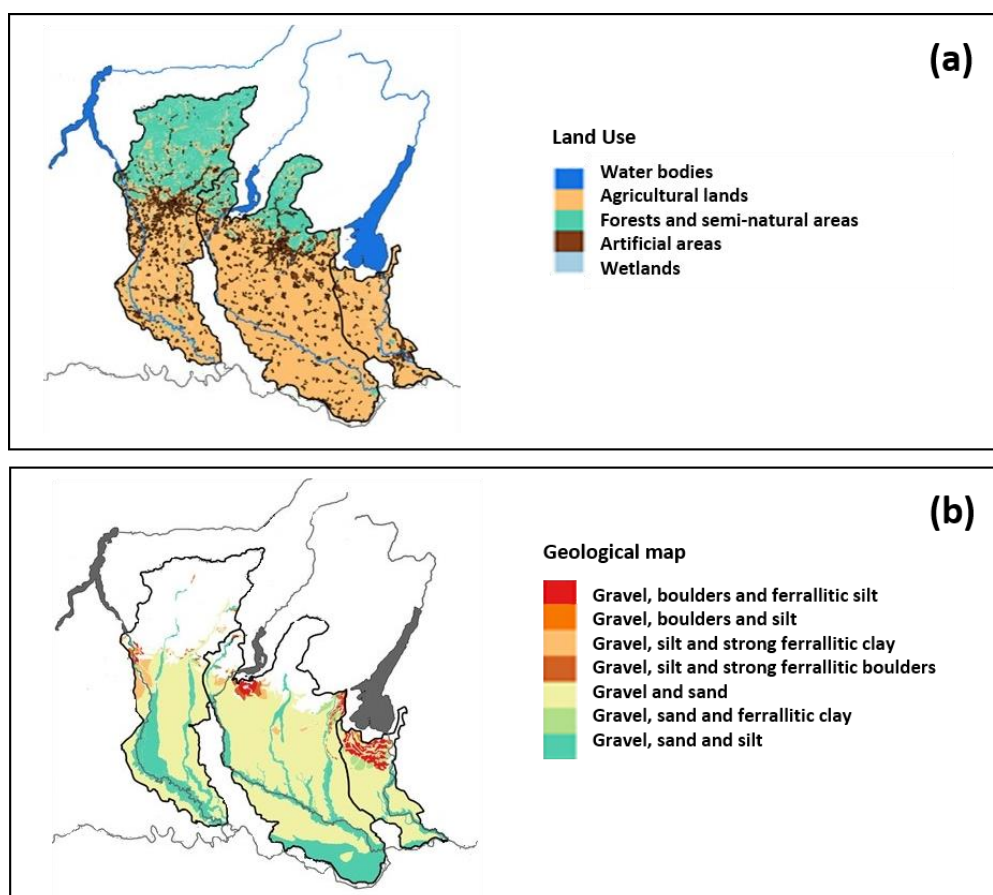 (a)
Land Use
Water bodies
Agricultural lands
Forests and semi-natural areas
Artificial areas
Wetlands
(b)
Geological map
Gravel, boulders and ferrallitic silt
Gravel, boulders and silt
Gravel, silt and strong ferrallitic clay
Gravel, silt and strong ferrallitic boulders
Gravel and sand
Gravel, sand and ferrallitic clay
Gravel, sand and silt